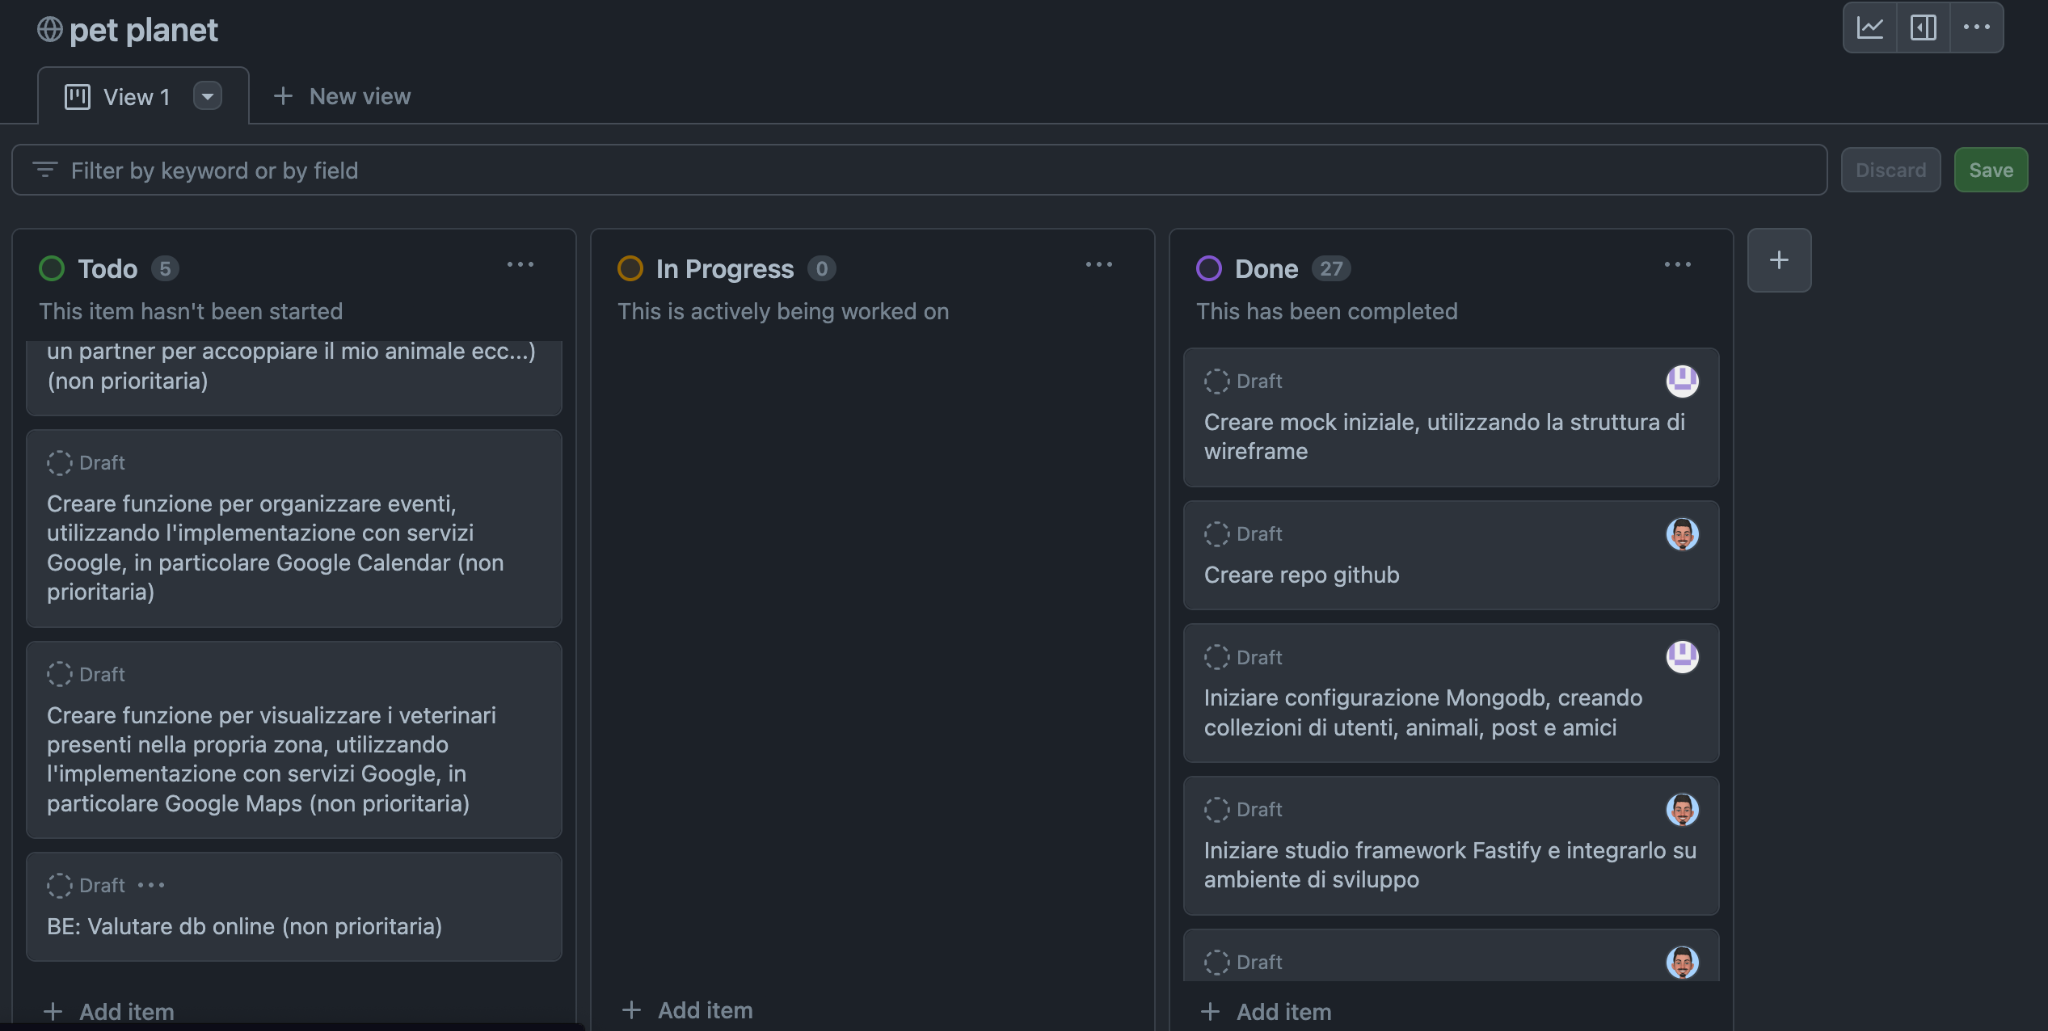 pet planet
View 1
New view
Filter by keyword or by field
Discard
Save
Todo 5
This item hasn't been started
un partner per accoppiare il mio animale ecc...)
(non prioritaria)
Draft
Creare funzione per organizzare eventi,
utilizzando l'implementazione con servizi
Google, in particolare Google Calendar (non
prioritaria)
Draft
Creare funzione per visualizzare i veterinari
presenti nella propria zona, utilizzando
l'implementazione con servizi Google, in
particolare Google Maps (non prioritaria)
Draft
BE: Valutare db online (non prioritaria)
Add item
In Progress 0
This is actively being worked on
Add item
Done 27
This has been completed
Draft
Creare mock iniziale, utilizzando la struttura di
wireframe
Draft
Creare repo github
Draft
Iniziare configurazione Mongodb, creando
collezioni di utenti, animali, post e amici
Draft
Iniziare studio framework Fastify e integrarlo su
ambiente di sviluppo
Draft
Add item